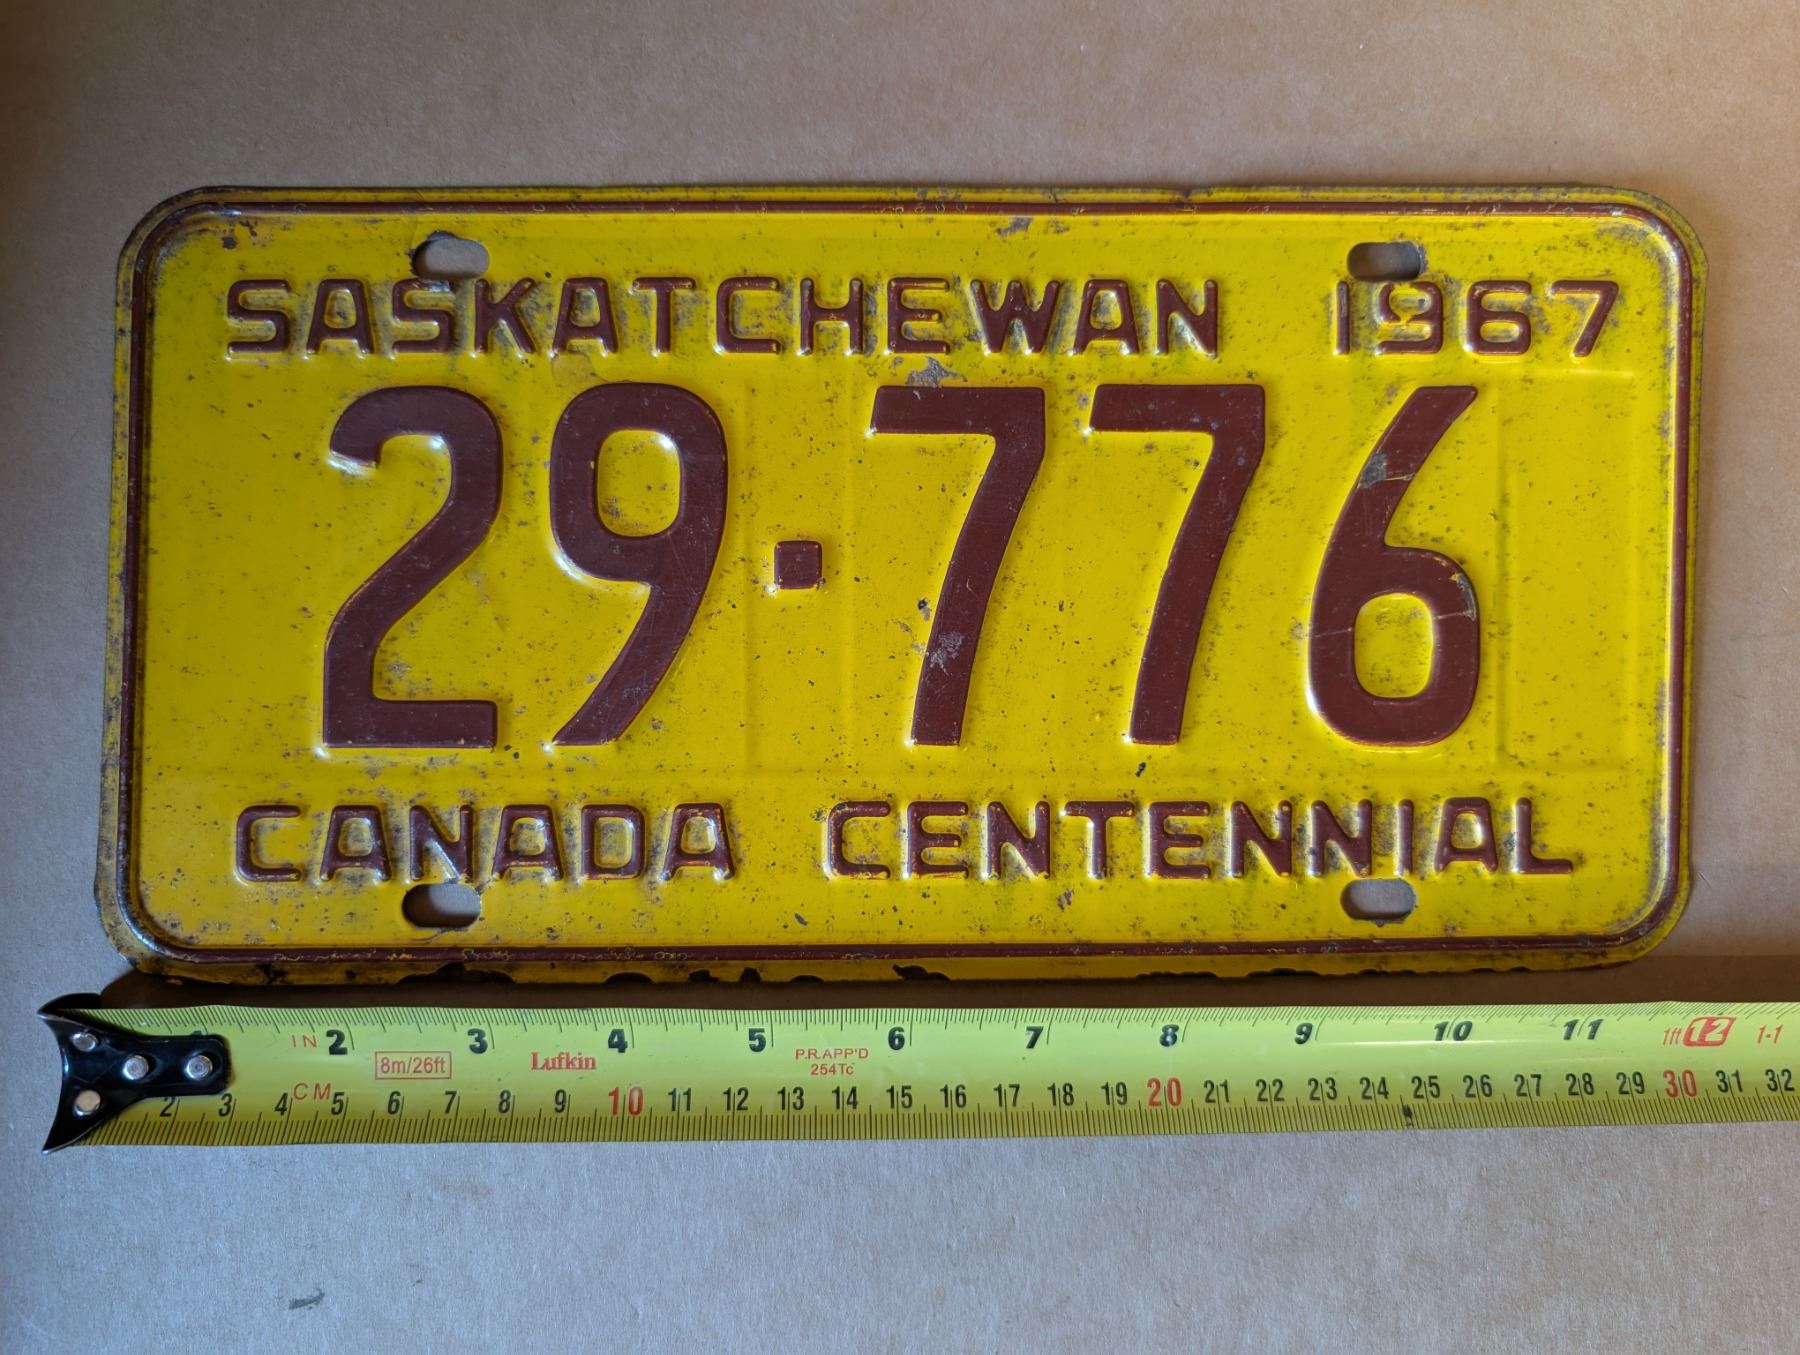 SASKATCHEWAN 1967
29·776
CANADA CENTENNIAL
1 IN 2 3 4 5 6 7 8 9 10 11 1ft 12 1-1
8m/26ft Lufkin P.R.APP'D
254Tc
CM
2 3 4 5 6 7 8 9 10 11 12 13 14 15 16 17 18 19 20 21 22 23 24 25 26 27 28 29 30 31 32